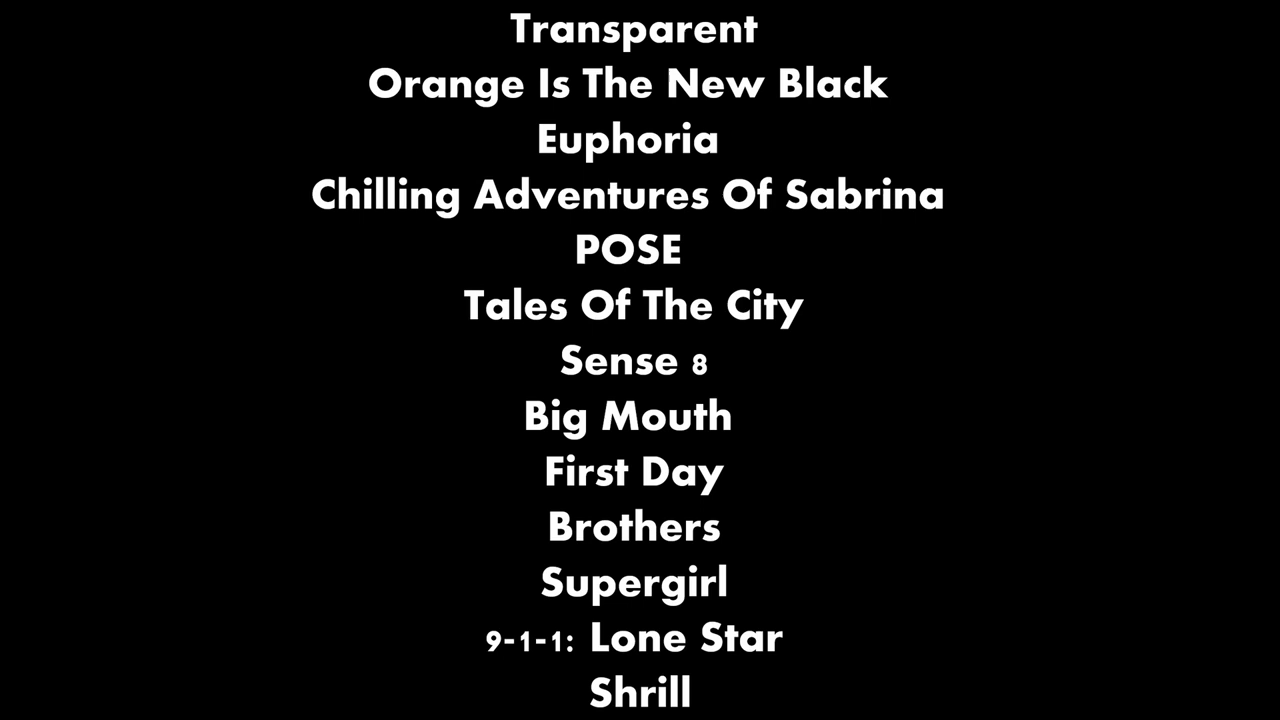 Transparent
Orange Is The New Black
Euphoria
Chilling Adventures Of Sabrina
POSE
Tales Of The City
Sense 8
Big Mouth
First Day
Brothers
Supergirl
9-1-1: Lone Star
Shrill